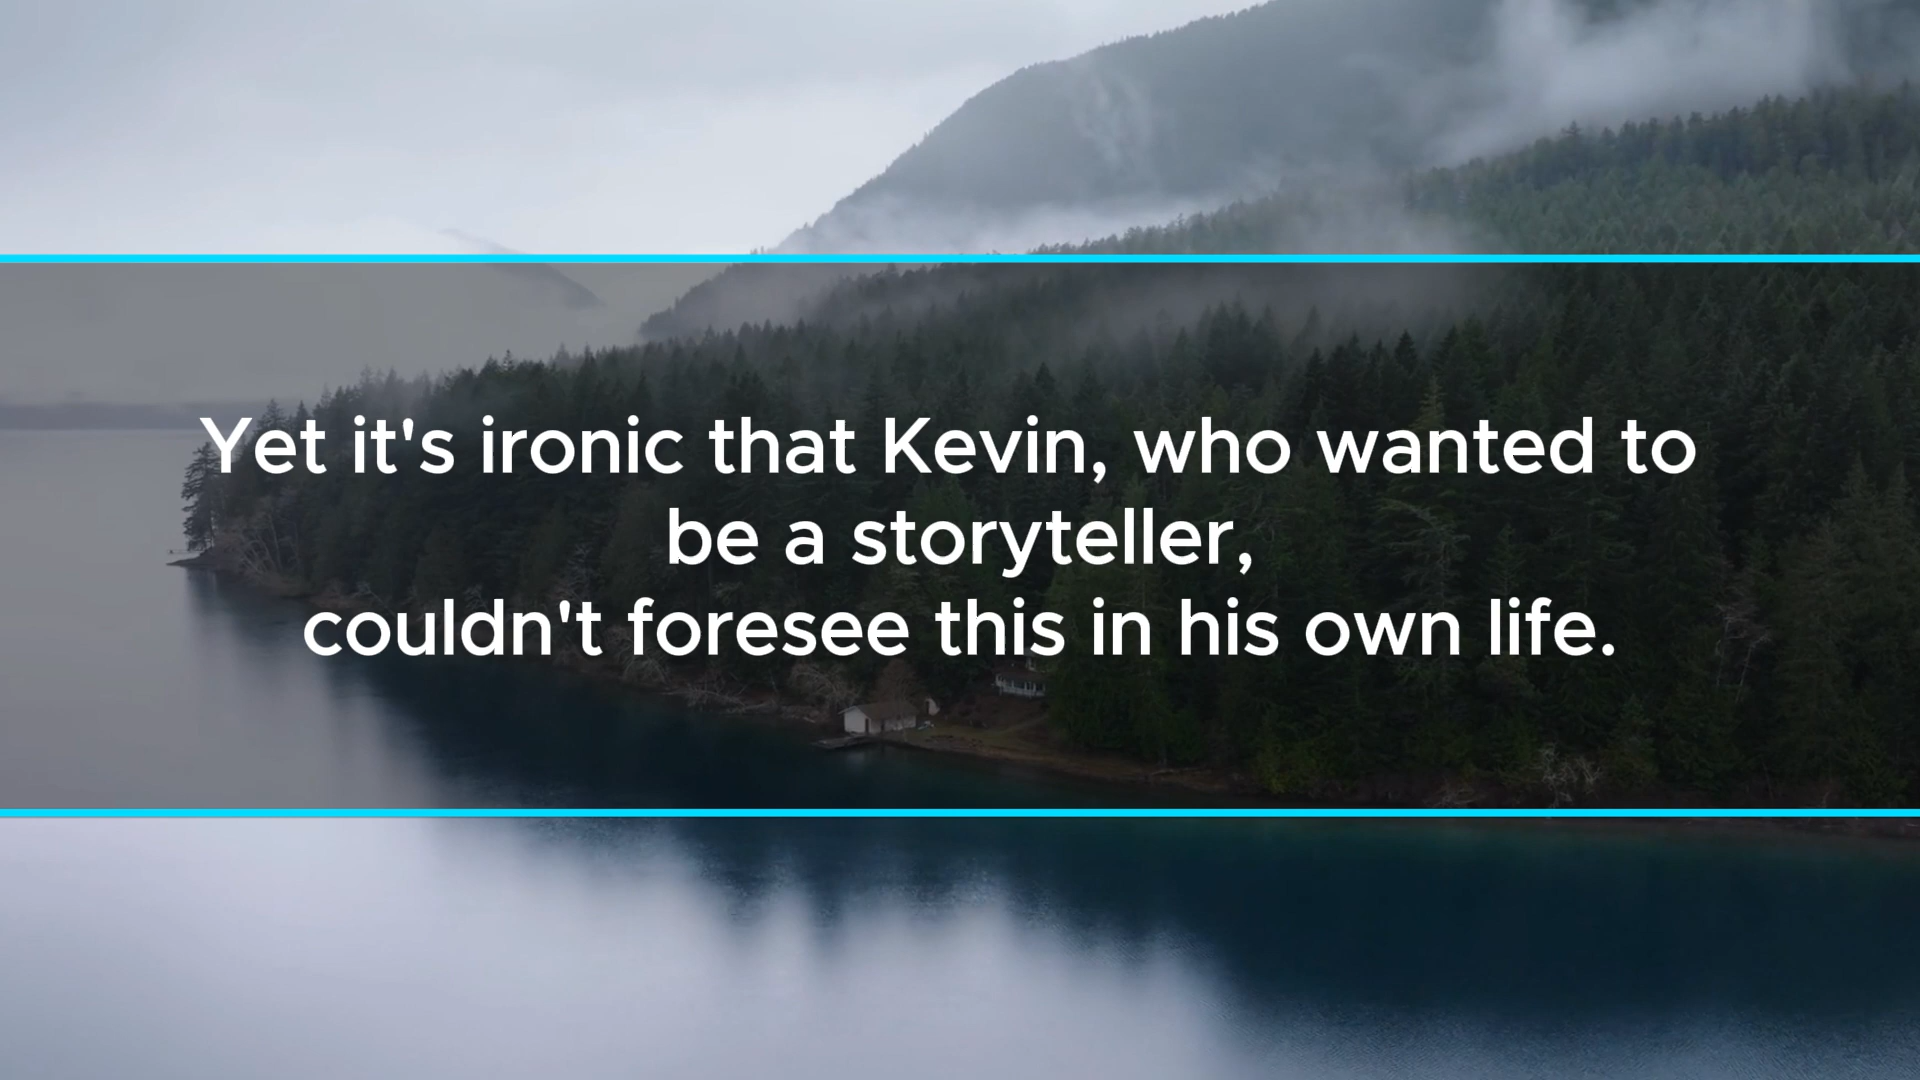 Yet it's ironic that Kevin, who wanted to
be a storyteller,
couldn't foresee this in his own life.